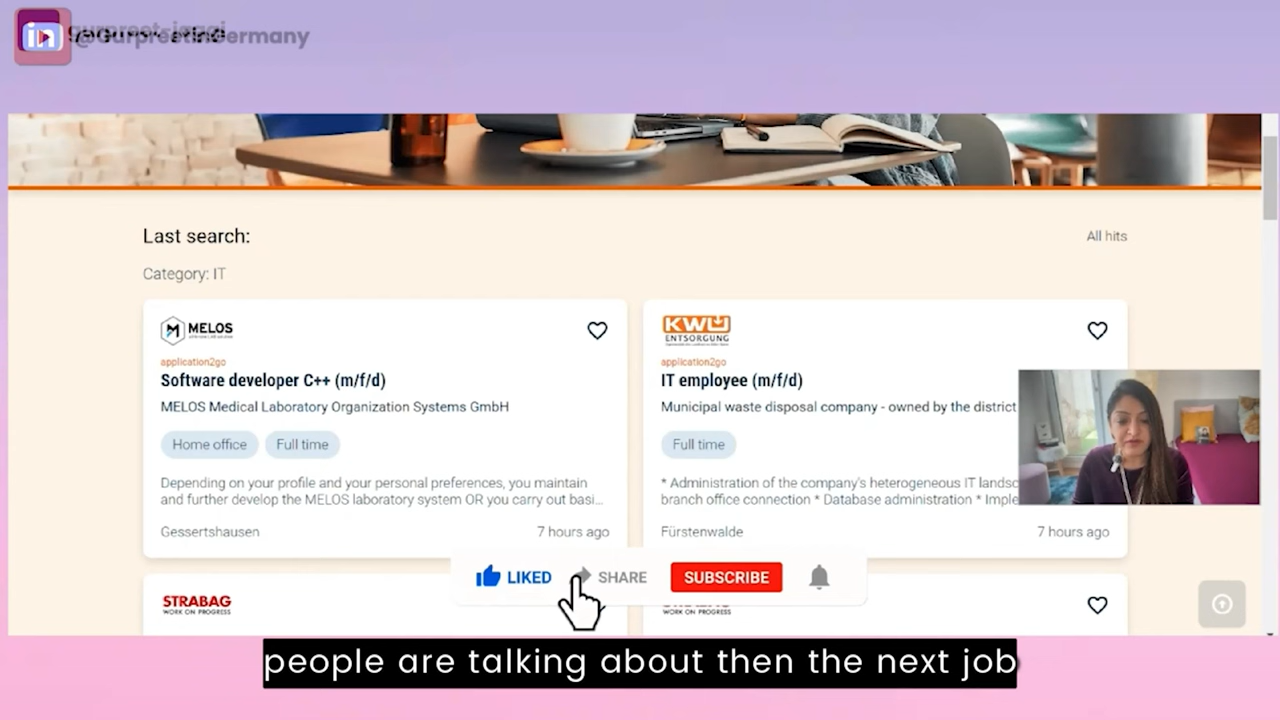 @GurpreetinGermany
Last search:
All hits
Category: IT
MELOS
application2go
Software developer C++ (m/f/d)
MELOS Medical Laboratory Organization Systems GmbH
Home office
Full time
Depending on your profile and your personal preferences, you maintain
and further develop the MELOS laboratory system OR you carry out basi...
Gessertshausen
7 hours ago
KWU
ENTSORGUNG
application2go
IT employee (m/f/d)
Municipal waste disposal company - owned by the district
Full time
* Administration of the company's heterogeneous IT landsc
branch office connection * Database administration * Imple
Fürstenwalde
7 hours ago
LIKED
SHARE
SUBSCRIBE
STRABAG
WORK ON PROGRESS
WORK ON PROGRESS
people are talking about then the next job